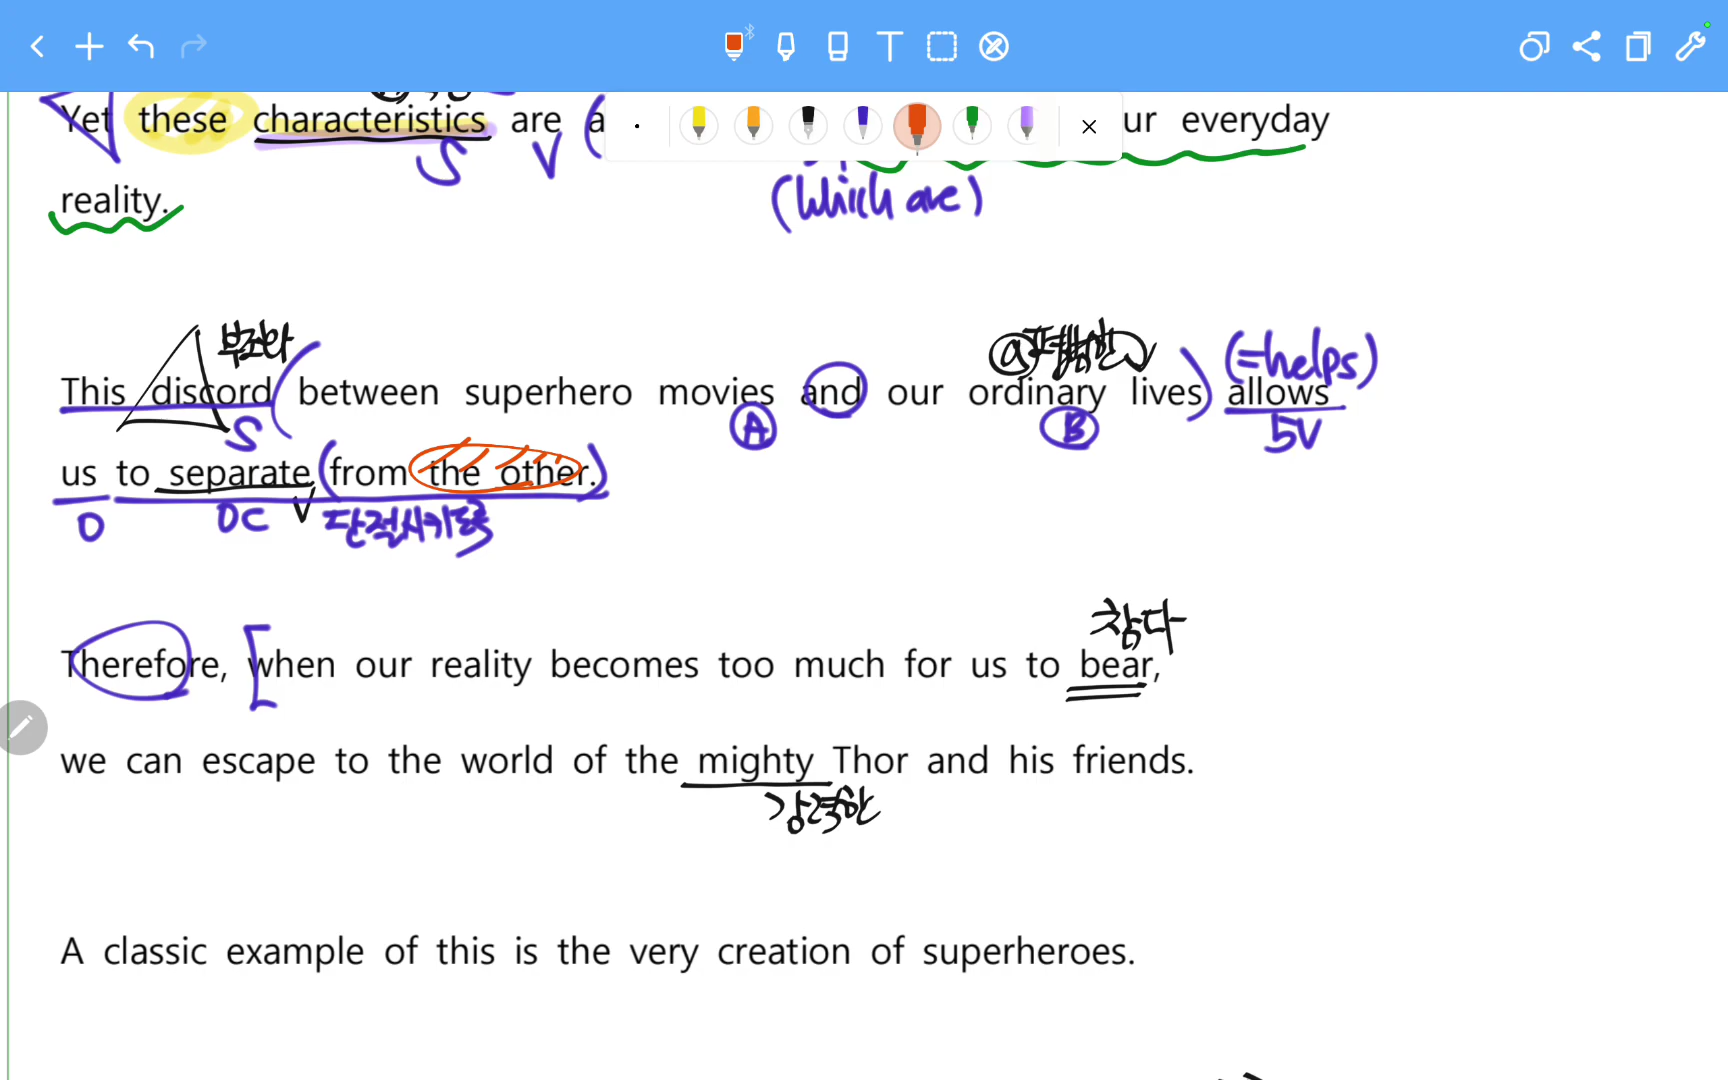 Yet these characteristics are a ur everyday
(which are)
reality.
부조화
(=helps)
This discord between superhero movies and our ordinary lives allows
S A B 5V
us to separate from the other.
O OC V 단절시키도록
참다
Therefore, when our reality becomes too much for us to bear,
we can escape to the world of the mighty Thor and his friends.
강력한
A classic example of this is the very creation of superheroes.